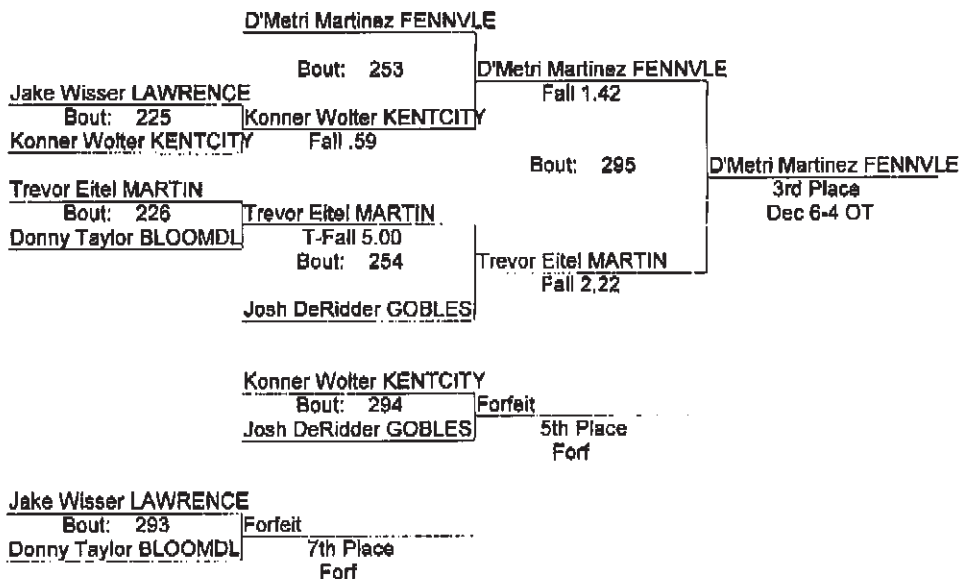 D'Metri Martinez FENNVLE
Bout: 253
D'Metri Martinez FENNVLE
Fall 1.42
Jake Wisser LAWRENCE
Bout: 225
Konner Wolter KENTCITY
Konner Wolter KENTCITY
Fall .59
Bout: 295
D'Metri Martinez FENNVLE
3rd Place
Dec 6-4 OT
Trevor Eitel MARTIN
Bout: 226
Donny Taylor BLOOMDL
Trevor Eitel MARTIN
T-Fall 5.00
Bout: 254
Trevor Eitel MARTIN
Fall 2,22
Josh DeRidder GOBLES
Konner Wolter KENTCITY
Bout: 294
Josh DeRidder GOBLES
Forfeit
5th Place
Forf
Jake Wisser LAWRENCE
Bout: 293
Donny Taylor BLOOMDL
Forfeit
7th Place
Forf